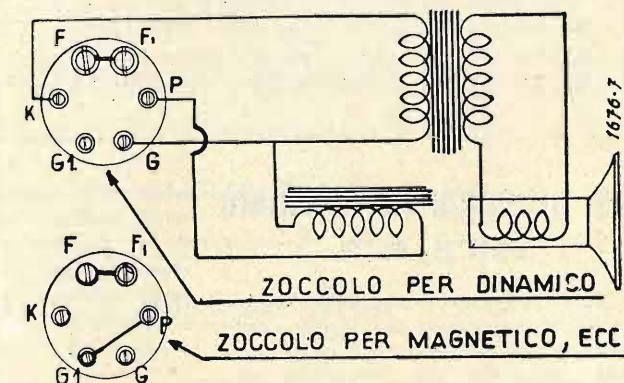 F F1
K P
G1 G
1676-7
ZOCCOLO PER DINAMICO
F F1
K P
G1 G
ZOCCOLO PER MAGNETICO, ECC